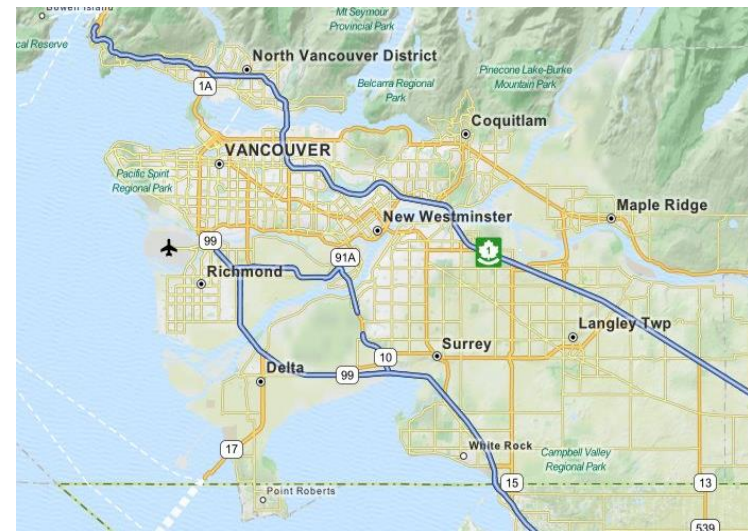 Bowen Island
Mt Seymour
Provincial Park
cal Reserve
North Vancouver District
Belcarra Regional
Park
Pinecone Lake-Burke
Mountain Park
1A
Coquitlam
VANCOUVER
Pacific Spirit
Regional Park
Maple Ridge
New Westminster
99
91A
1
Richmond
Langley Twp
Surrey
10
Delta
99
17
White Rock
Campbell Valley
Regional Park
Point Roberts
15
13
539